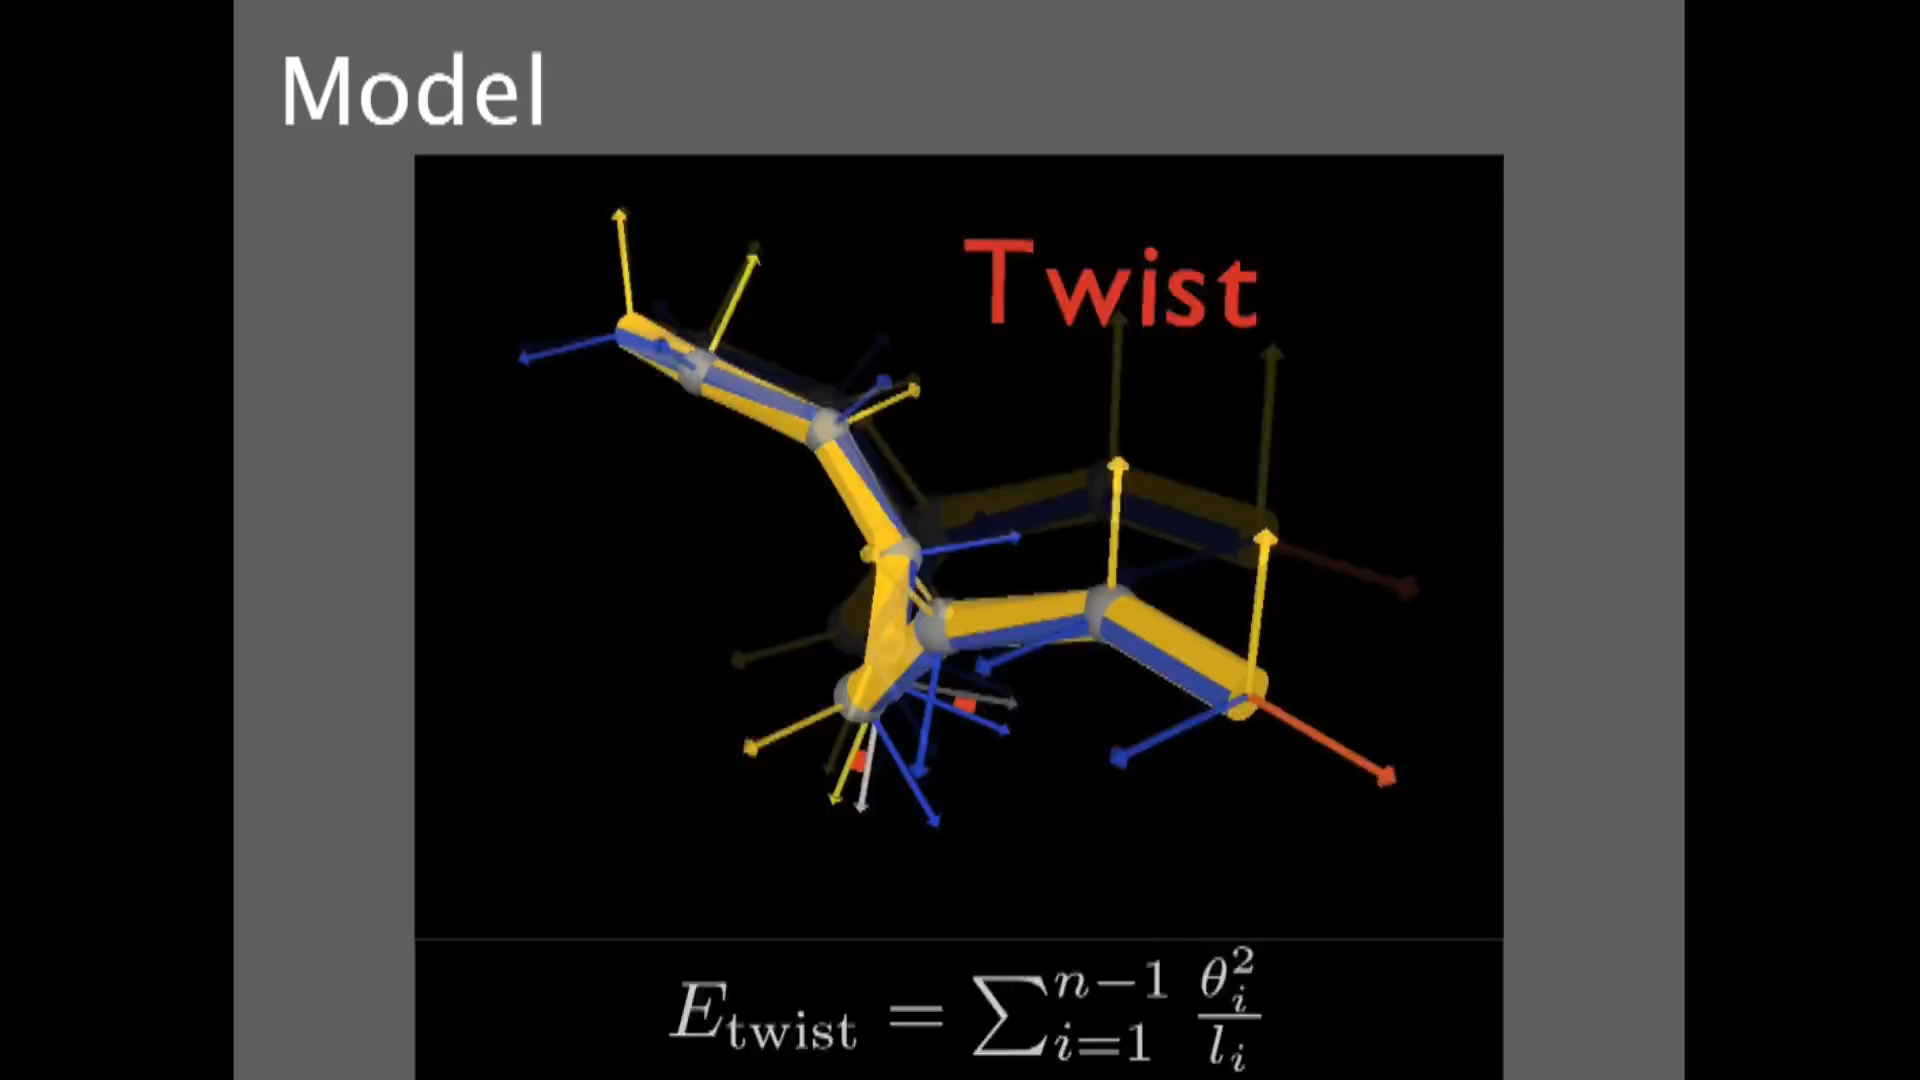 Model
Twist
E_twist = ∑_{i=1}^{n−1} θ_i^2 / l_i